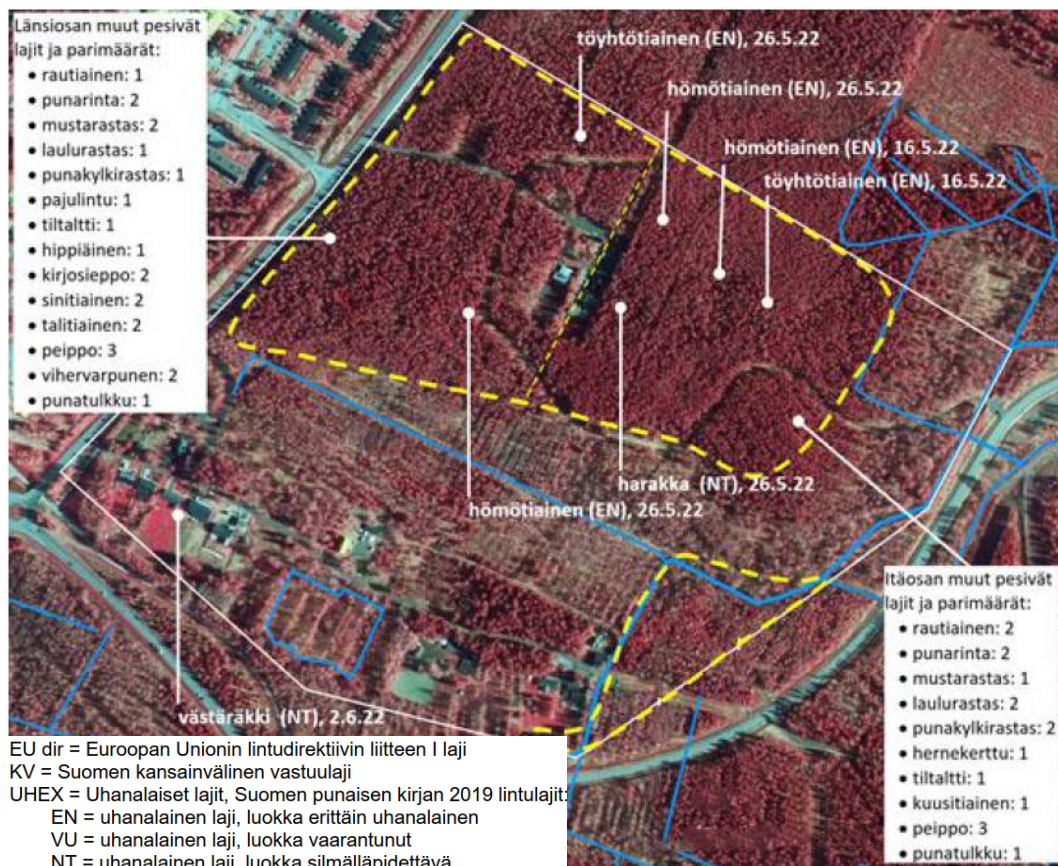 Länsiosan muut pesivät
lajit ja parimäärät:
• rautiainen: 1
• punarinta: 2
• mustarastas: 2
• laulurastas: 1
• punakylkirastas: 1
• pajulintu: 1
• tiltaltti: 1
• hippiäinen: 1
• kirjosieppo: 2
• sinitiainen: 2
• talitiainen: 2
• peippo: 3
• vihervarpunen: 2
• punatulkku: 1
töyhtötiainen (EN), 26.5.22
hömötiainen (EN), 26.5.22
hömötiainen (EN), 16.5.22
töyhtötiainen (EN), 16.5.22
harakka (NT), 26.5.22
hömötiainen (EN), 26.5.22
västäräkki (NT), 2.6.22
Itäosan muut pesivät
lajit ja parimäärät:
• rautiainen: 2
• punarinta: 2
• mustarastas: 1
• laulurastas: 2
• punakylkirastas: 2
• hernekerttu: 1
• tiltaltti: 1
• kuusitiainen: 1
• peippo: 3
• punatulkku: 1
EU dir = Euroopan Unionin lintudirektiivin liitteen I laji
KV = Suomen kansainvälinen vastuulaji
UHEX = Uhanalaiset lajit, Suomen punaisen kirjan 2019 lintulajit:
EN = uhanalainen laji, luokka erittäin uhanalainen
VU = uhanalainen laji, luokka vaarantunut
NT = uhanalainen laji, luokka silmälläpidettävä